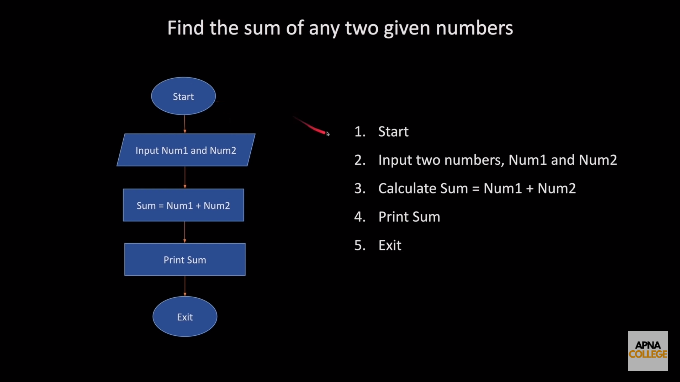 Find the sum of any two given numbers
Start
Input Num1 and Num2
Sum = Num1 + Num2
Print Sum
Exit
1. Start
2. Input two numbers, Num1 and Num2
3. Calculate Sum = Num1 + Num2
4. Print Sum
5. Exit
APNA
COLLEGE